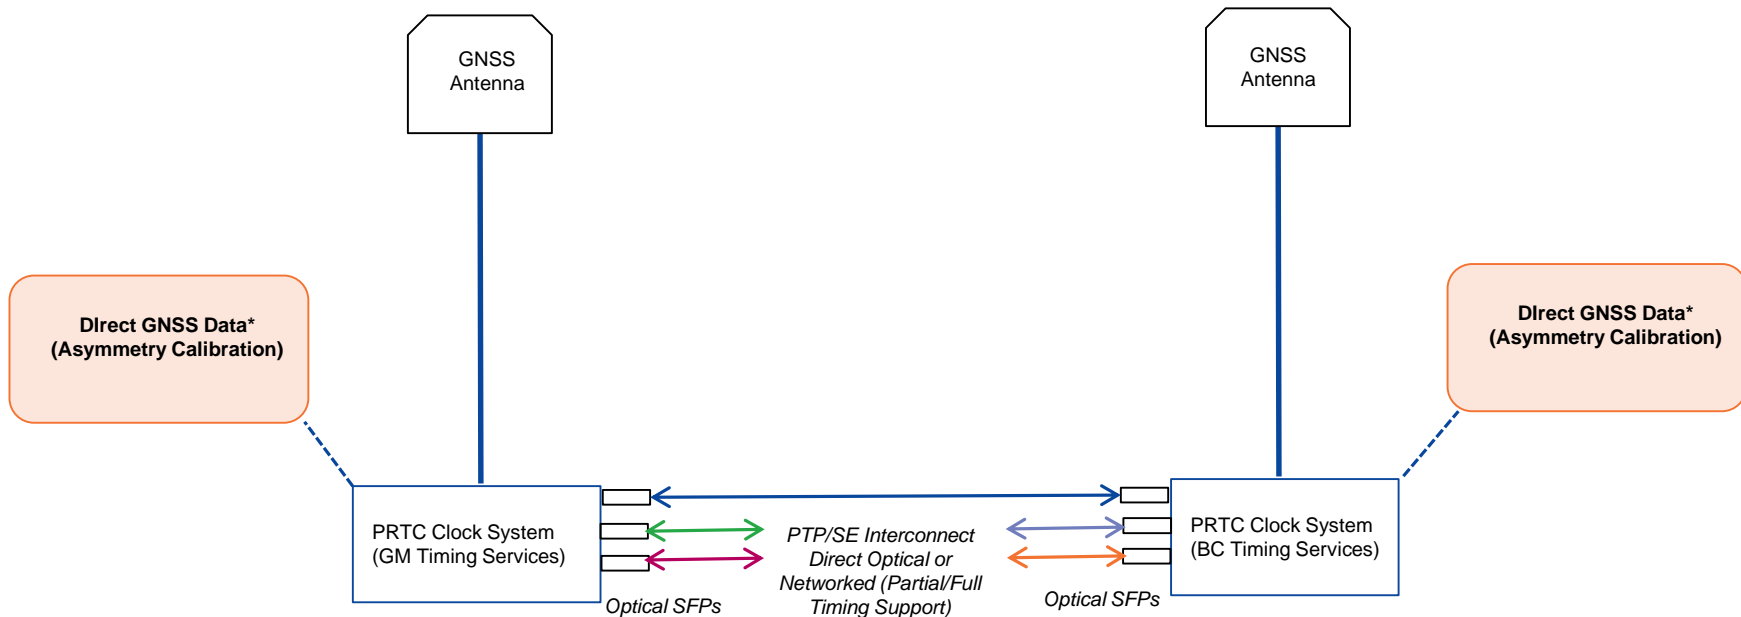 GNSS
Antenna
GNSS
Antenna
DIrect GNSS Data*
(Asymmetry Calibration)
DIrect GNSS Data*
(Asymmetry Calibration)
PRTC Clock System
(GM Timing Services)
PTP/SE Interconnect
Direct Optical or
Networked (Partial/Full
Timing Support)
PRTC Clock System
(BC Timing Services)
Optical SFPs
Optical SFPs